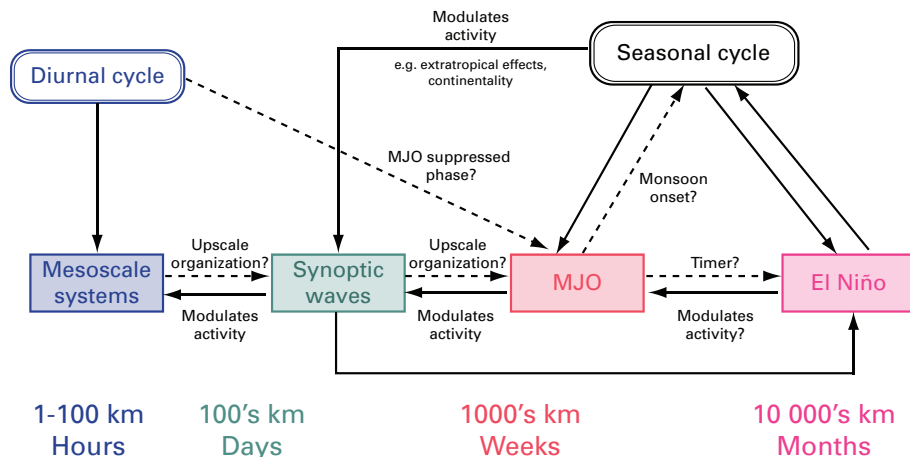 Modulates
activity
e.g. extratropical effects,
continentality
Seasonal cycle
Diurnal cycle
MJO suppressed
phase?
Monsoon
onset?
Mesoscale
systems
Upscale
organization?
Modulates
activity
Synoptic
waves
Upscale
organization?
Modulates
activity
MJO
Timer?
Modulates
activity?
El Niño
1-100 km
Hours
100's km
Days
1000's km
Weeks
10 000's km
Months